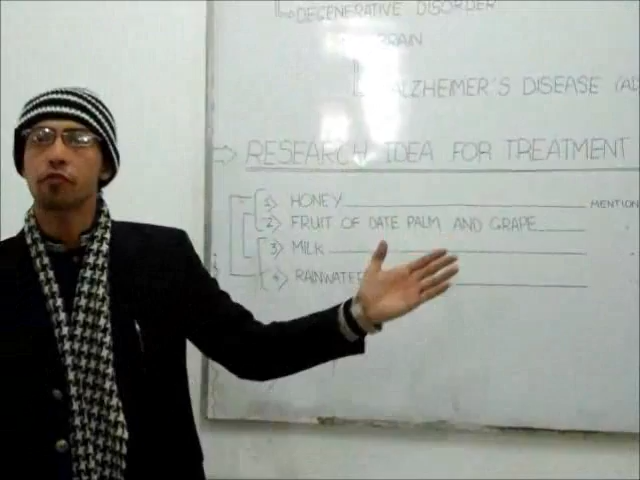 DEGENERATIVE DISORDER
BRAIN
ALZHEIMER'S DISEASE (AD
RESEARCH IDEA FOR TREATMENT
1> HONEY MENTION
2> FRUIT OF DATE PALM AND GRAPE
3> MILK
4> RAINWATER